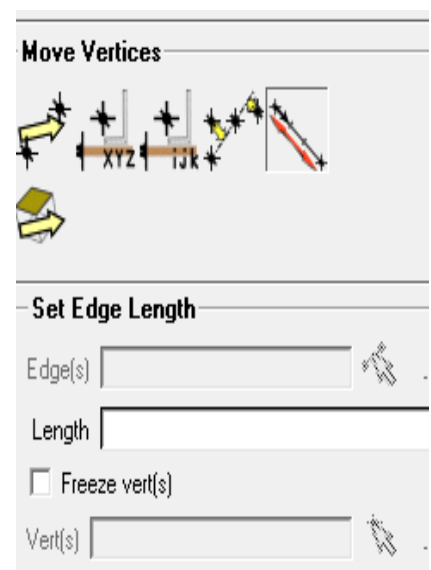 Move Vertices
XYZ ijk
Set Edge Length
Edge(s)
Length
Freeze vert(s)
Vert(s)